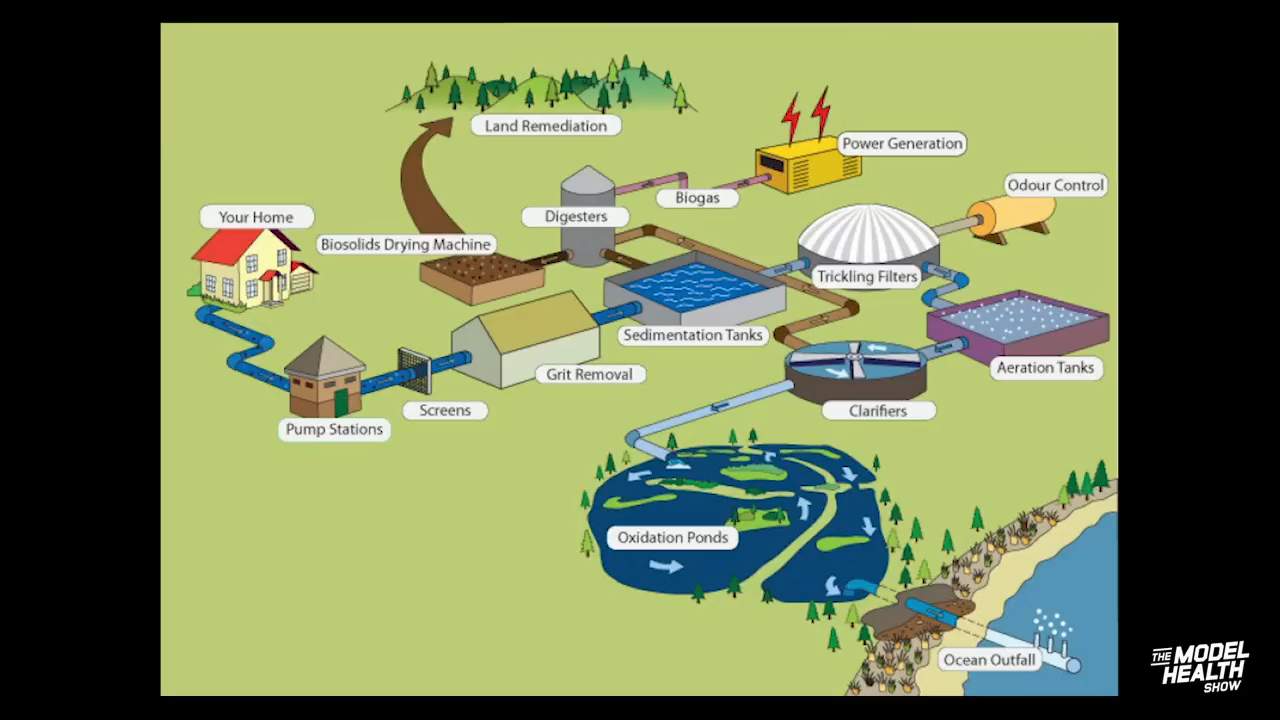 Land Remediation
Power Generation
Odour Control
Biogas
Your Home
Digesters
Biosolids Drying Machine
Trickling Filters
Sedimentation Tanks
Aeration Tanks
Grit Removal
Screens
Clarifiers
Pump Stations
Oxidation Ponds
Ocean Outfall
THE MODEL
HEALTH
SHOW